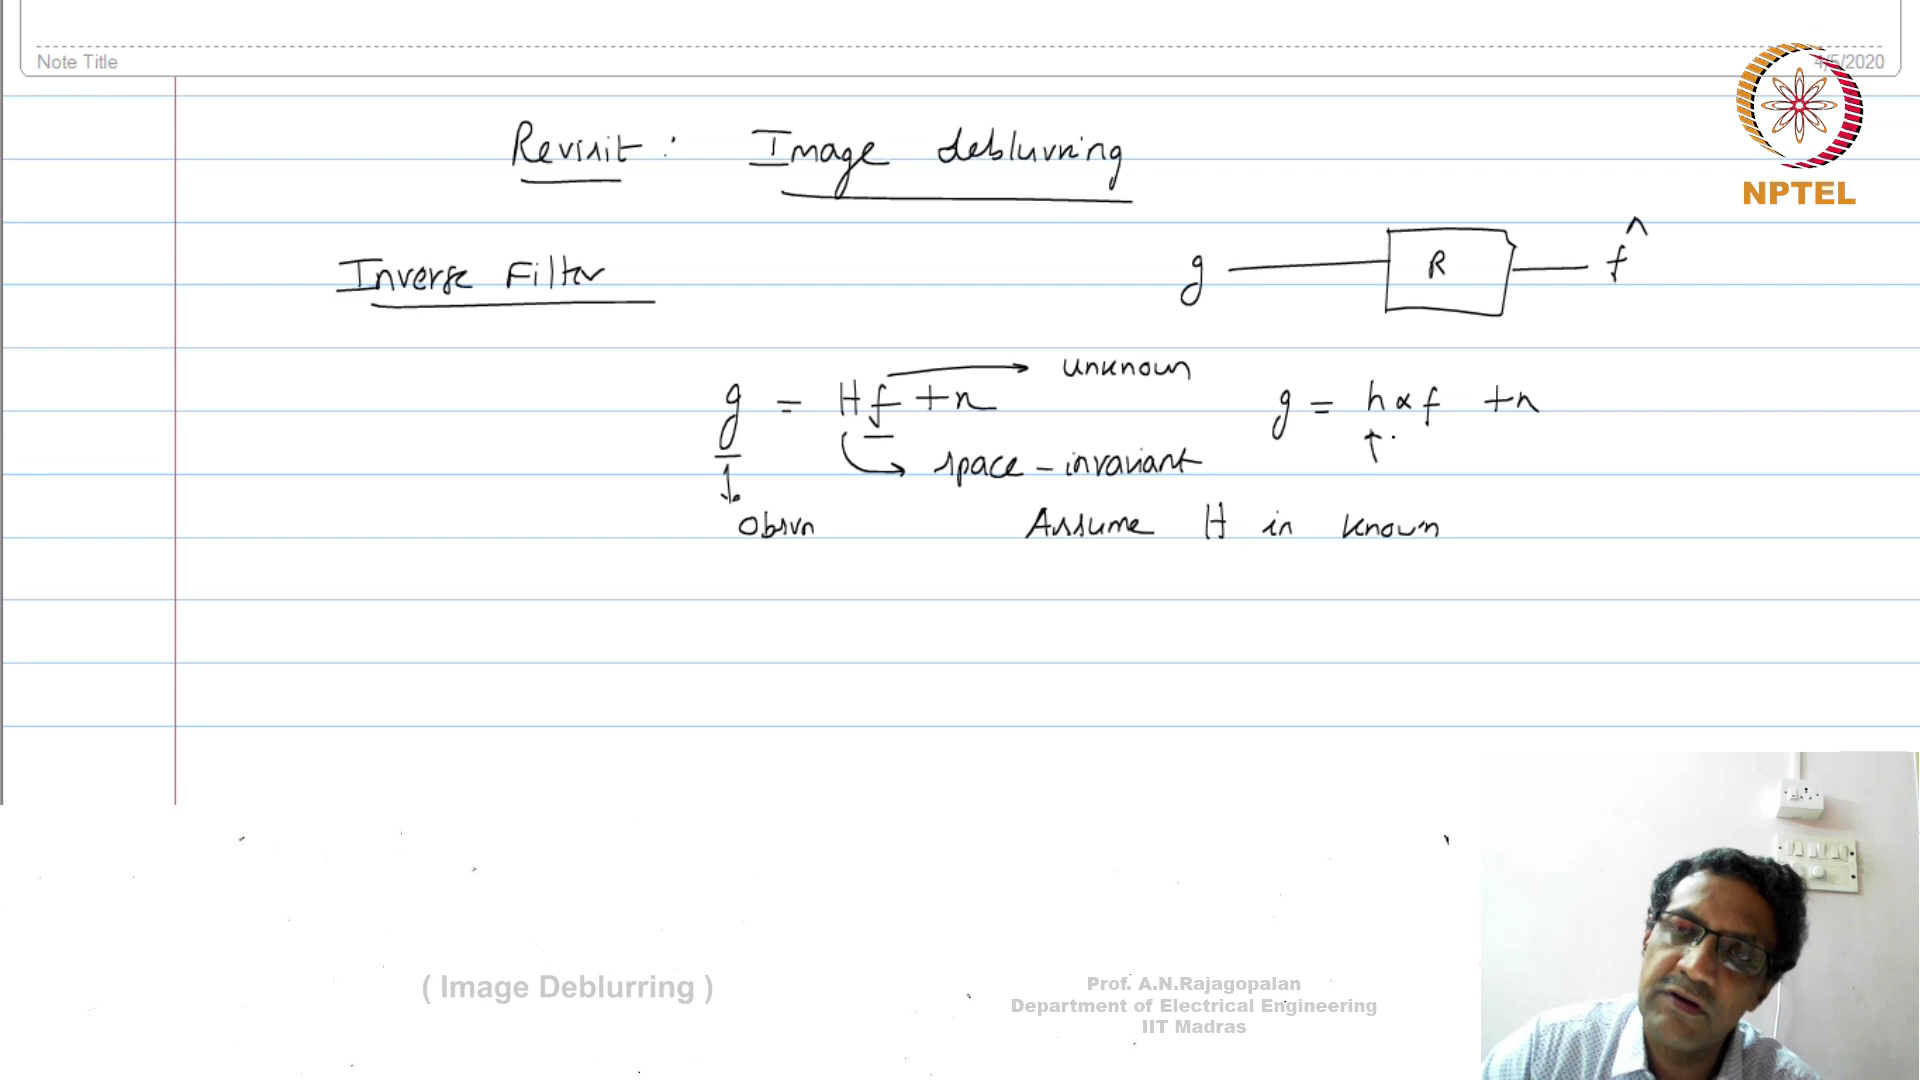 Note Title
4/5/2020
NPTEL
Revisit : Image deblurring
Inverse Filter
g R f^
unknown
g = Hf + n
g = h * f + n
space - invariant
Obsvn
Assume H is known
( Image Deblurring )
Prof. A.N.Rajagopalan
Department of Electrical Engineering
IIT Madras